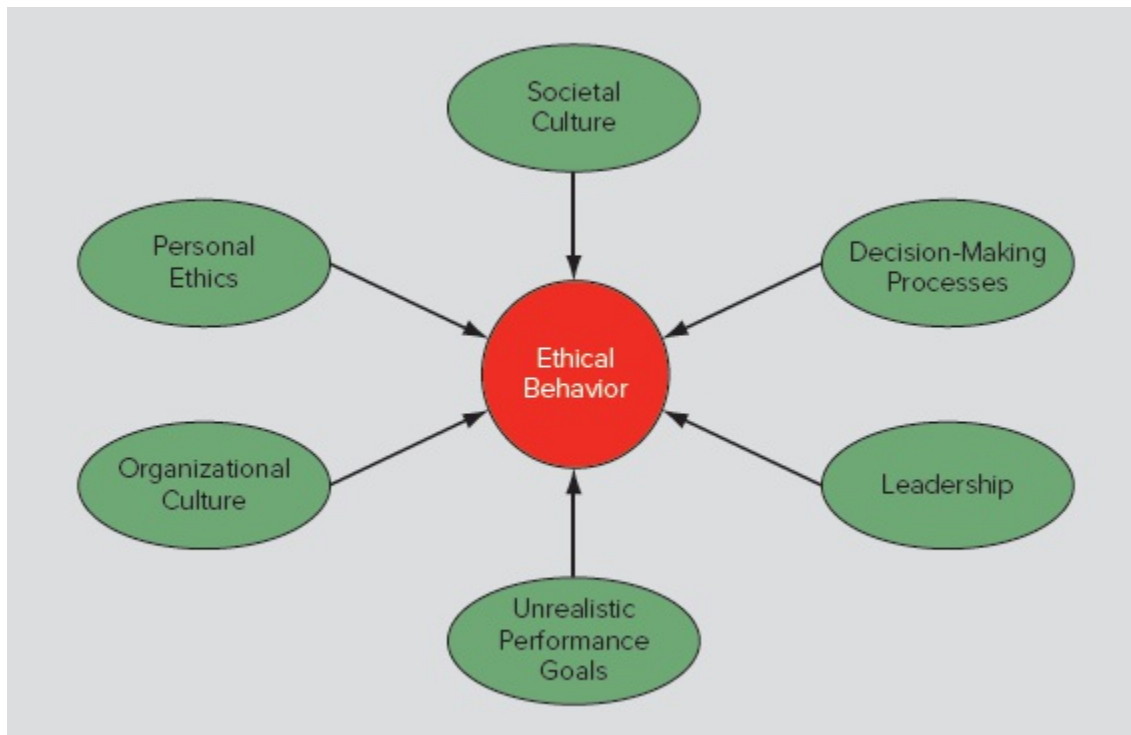 Societal
Culture
Personal
Ethics
Decision-Making
Processes
Ethical
Behavior
Organizational
Culture
Leadership
Unrealistic
Performance
Goals